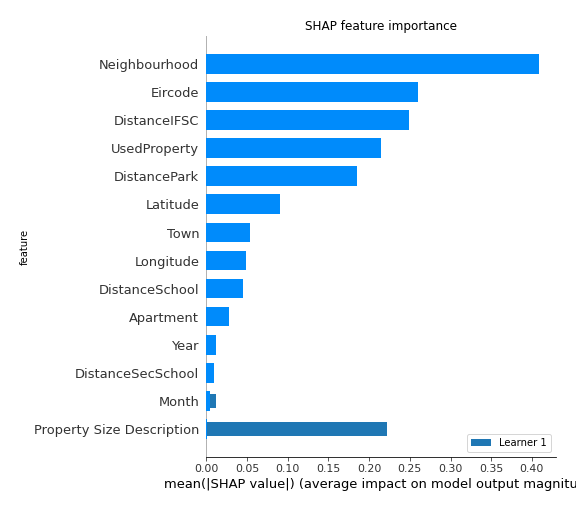 SHAP feature importance
Neighbourhood
Eircode
DistanceIFSC
UsedProperty
DistancePark
Latitude
Town
Longitude
DistanceSchool
Apartment
Year
DistanceSecSchool
Month
Property Size Description
feature
Learner 1
0.00 0.05 0.10 0.15 0.20 0.25 0.30 0.35 0.40
mean(|SHAP value|) (average impact on model output magnitu